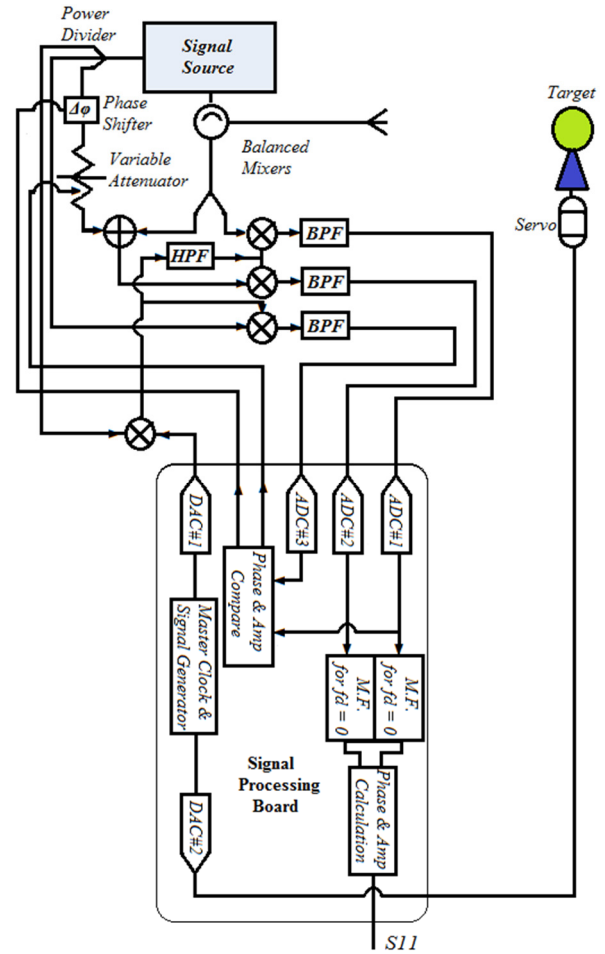 Power
Divider
Signal
Source
Δφ
Phase
Shifter
Variable
Attenuator
Balanced
Mixers
Target
Servo
HPF
BPF
BPF
BPF
DAC#1
ADC#3
ADC#2
ADC#1
Phase & Amp
Compare
Master Clock &
Signal Generator
M.F.
for fd = 0
M.F.
for fd = 0
Signal
Processing
Board
Phase & Amp
Calculation
DAC#2
S11